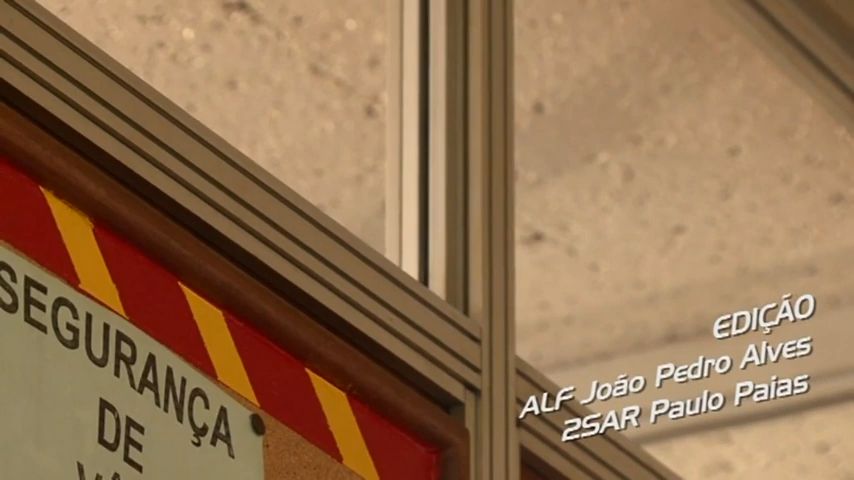 SEGURANÇA
DE
EDIÇÃO
ALF João Pedro Alves
2SAR Paulo Paias